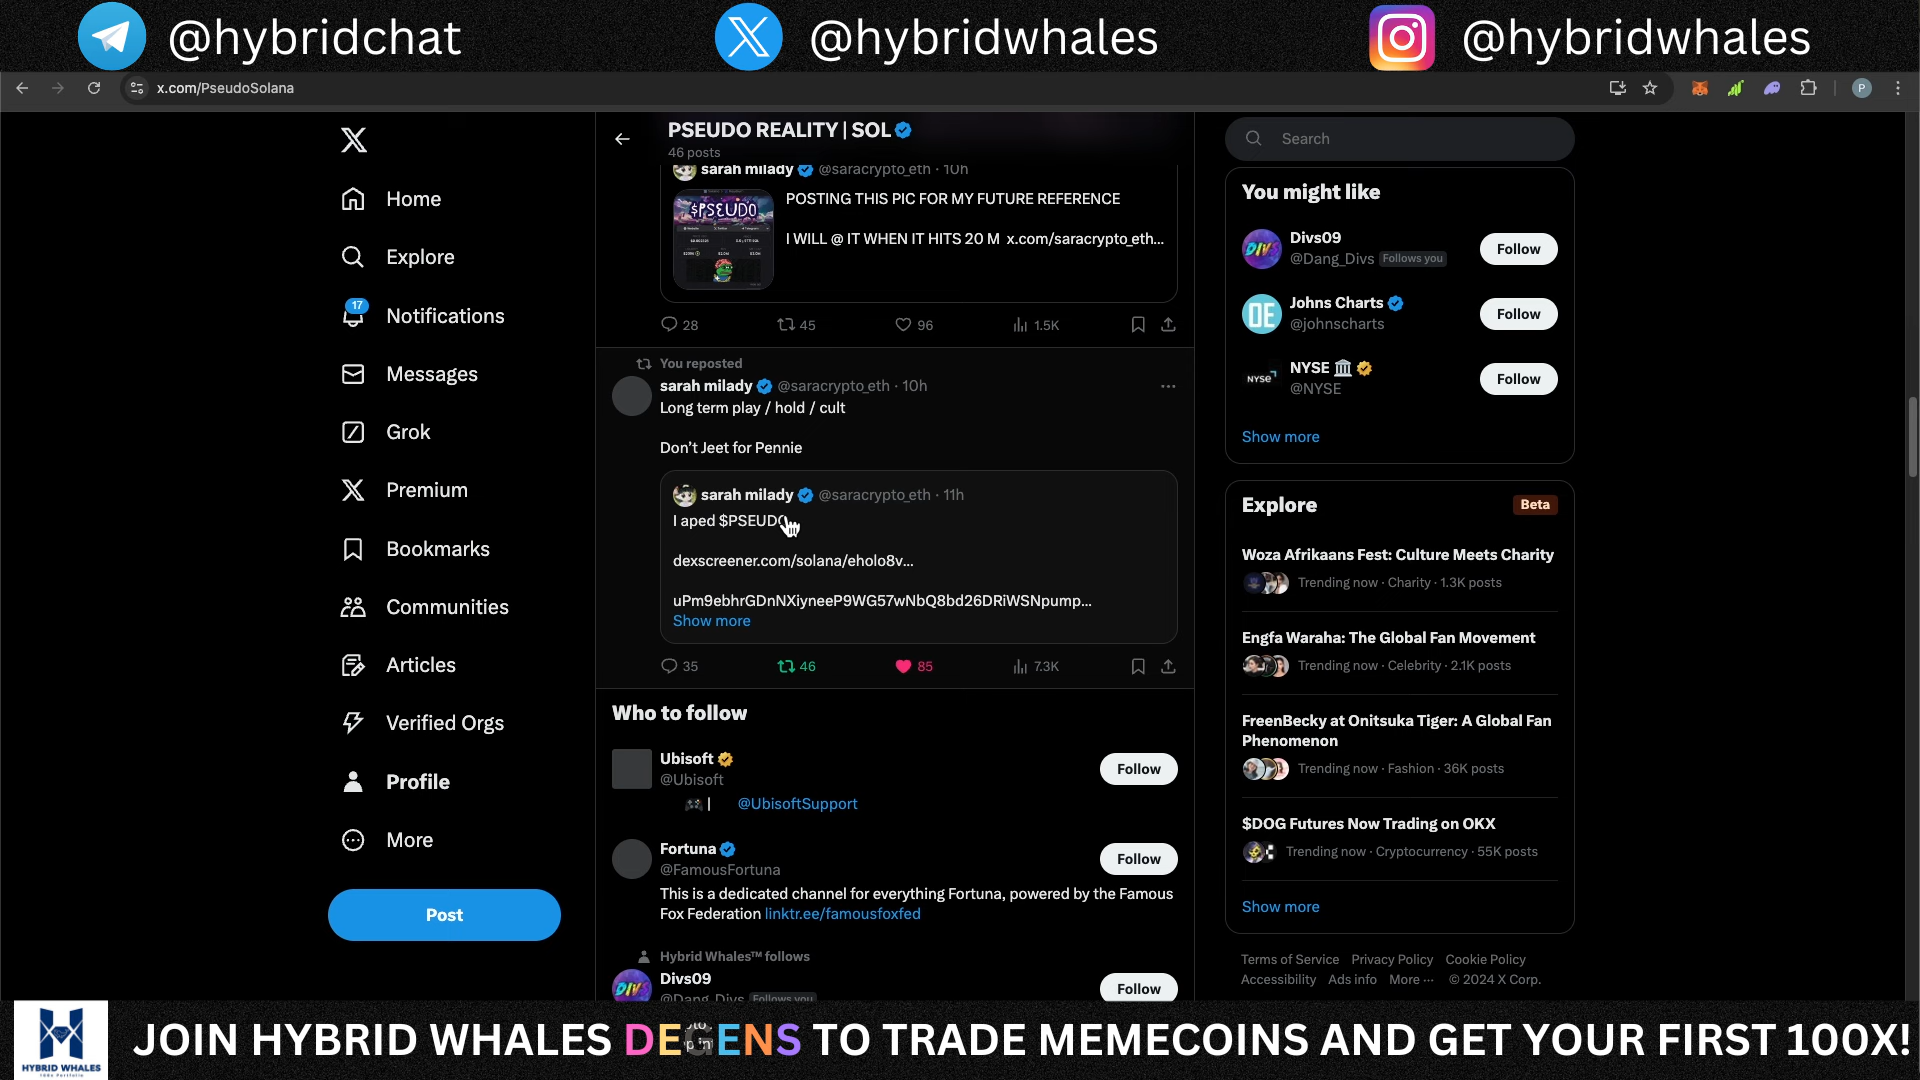 @hybridchat
@hybridwhales
@hybridwhales
x.com/PseudoSolana
P
Home
Explore
17
Notifications
Messages
Grok
Premium
Bookmarks
Communities
Articles
Verified Orgs
Profile
More
Post
PSEUDO REALITY | SOL
46 posts
sarah milady @saracrypto_eth · 10h
$PSEUDO
POSTING THIS PIC FOR MY FUTURE REFERENCE
I WILL @ IT WHEN IT HITS 20 M x.com/saracrypto_eth...
28 45 96 1.5K
You reposted
sarah milady @saracrypto_eth · 10h
Long term play / hold / cult
Don't Jeet for Pennie
sarah milady @saracrypto_eth · 11h
I aped $PSEUDO
dexscreener.com/solana/eholo8v...
uPm9ebhrGDnNXiyneeP9WG57wNbQ8bd26DRiWSNpump...
Show more
35 46 85 7.3K
Who to follow
Ubisoft
@Ubisoft
Follow
| @UbisoftSupport
Fortuna
@FamousFortuna
Follow
This is a dedicated channel for everything Fortuna, powered by the Famous
Fox Federation linktr.ee/famousfoxfed
Hybrid Whales™ follows
DIVS
Divs09
@Dang_Divs Follows you
Follow
Search
You might like
DIVS
Divs09
@Dang_Divs Follows you
Follow
Johns Charts
@johnscharts
Follow
NYSE
NYSE
@NYSE
Follow
Show more
Explore
Beta
Woza Afrikaans Fest: Culture Meets Charity
Trending now · Charity · 1.3K posts
Engfa Waraha: The Global Fan Movement
Trending now · Celebrity · 2.1K posts
FreenBecky at Onitsuka Tiger: A Global Fan
Phenomenon
Trending now · Fashion · 36K posts
$DOG Futures Now Trading on OKX
Trending now · Cryptocurrency · 55K posts
Show more
Terms of Service Privacy Policy Cookie Policy
Accessibility Ads info More ··· © 2024 X Corp.
HYBRID WHALES
JOIN HYBRID WHALES DEGENS TO TRADE MEMECOINS AND GET YOUR FIRST 100X!